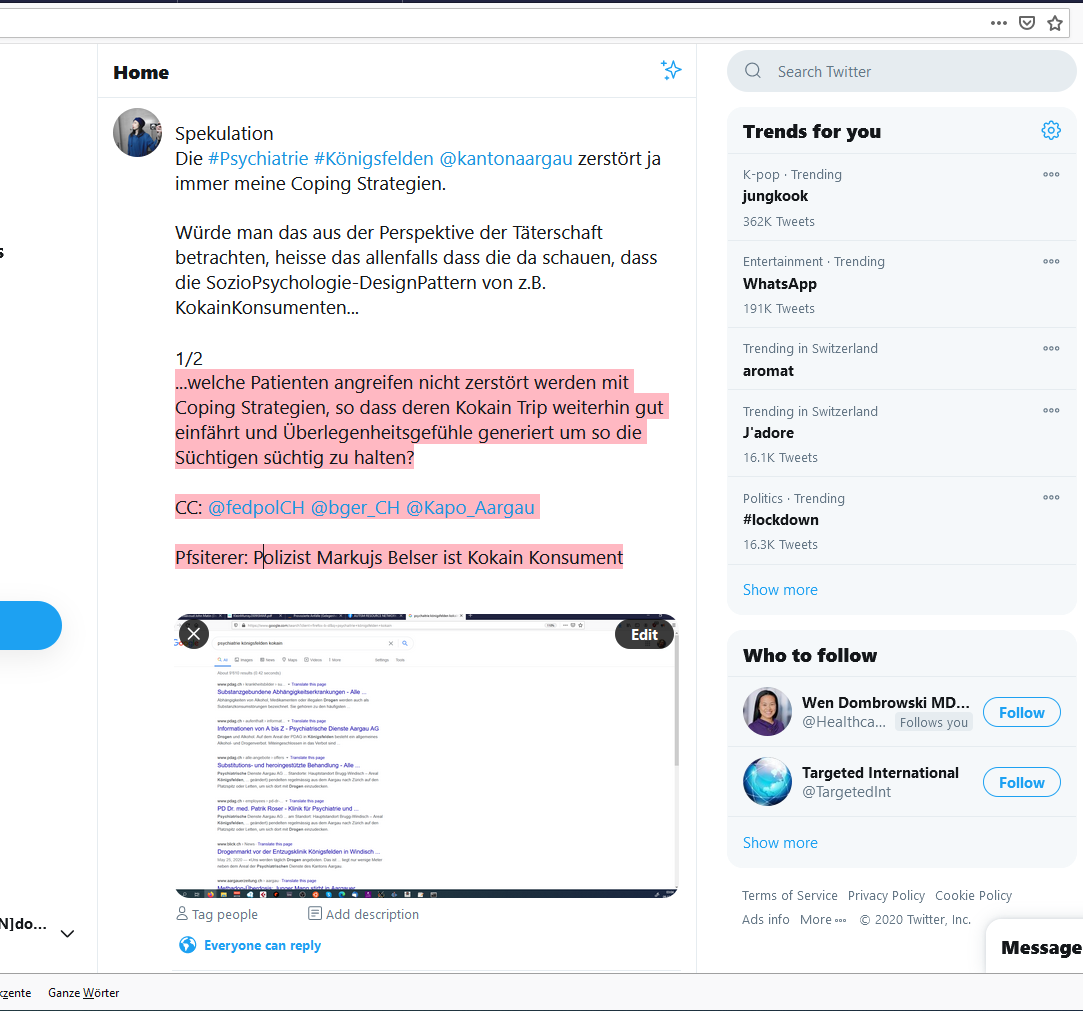 Home
Search Twitter
Spekulation
Die #Psychiatrie #Königsfelden @kantonaargau zerstört ja
immer meine Coping Strategien.
Würde man das aus der Perspektive der Täterschaft
betrachten, heisse das allenfalls dass die da schauen, dass
die SozioPsychologie-DesignPattern von z.B.
KokainKonsumenten...
1/2
...welche Patienten angreifen nicht zerstört werden mit
Coping Strategien, so dass deren Kokain Trip weiterhin gut
einfährt und Überlegenheitsgefühle generiert um so die
Süchtigen süchtig zu halten?
CC: @fedpolCH @bger_CH @Kapo_Aargau
Pfsiterer: Polizist Markujs Belser ist Kokain Konsument
Edit
psychiatrie königsfelden kokain
Substanzgebundene Abhängigkeitserkrankungen - Alle ...
Informationen von A bis Z - Psychiatrische Dienste Aargau AG
Substitutions- und heroingestützte Behandlung - Alle ...
PD Dr. med. Patrik Roser - Klinik für Psychiatrie und ...
Drogenmarkt vor der Entzugsklinik Königsfelden in Windisch ...
Methadon-Überdosis: Junger Mann stirbt in Aargauer
Tag people
Add description
Everyone can reply
Trends for you
K-pop · Trending
jungkook
362K Tweets
Entertainment · Trending
WhatsApp
191K Tweets
Trending in Switzerland
aromat
Trending in Switzerland
J'adore
16.1K Tweets
Politics · Trending
#lockdown
16.3K Tweets
Show more
Who to follow
Wen Dombrowski MD...
@Healthca... Follows you
Follow
Targeted International
@TargetedInt
Follow
Show more
Terms of Service Privacy Policy Cookie Policy
Ads info More © 2020 Twitter, Inc.
N]do...
Message
kzente Ganze Wörter